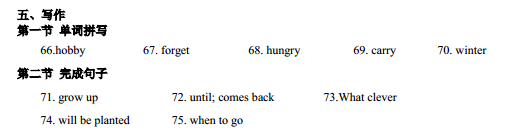 五、写作
第一节 单词拼写
66.hobby 67. forget 68. hungry 69. carry 70. winter
第二节 完成句子
71. grow up 72. until; comes back 73.What clever
74. will be planted 75. when to go